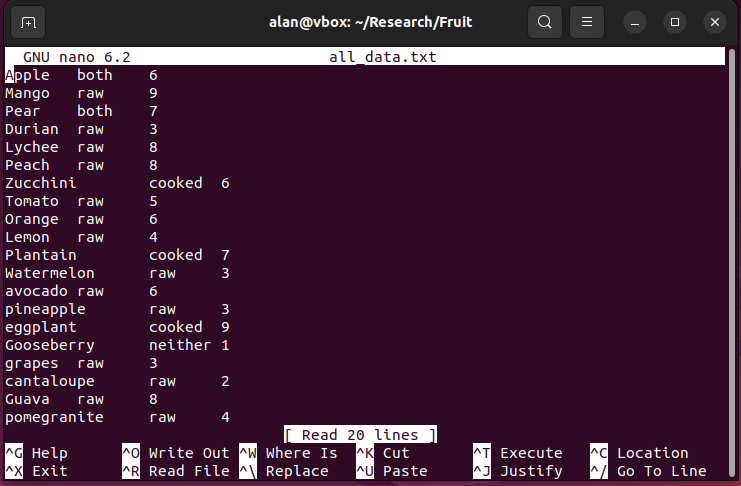 alan@vbox: ~/Research/Fruit
GNU nano 6.2 all_data.txt
Apple both 6
Mango raw 9
Pear both 7
Durian raw 3
Lychee raw 8
Peach raw 8
Zucchini cooked 6
Tomato raw 5
Orange raw 6
Lemon raw 4
Plantain cooked 7
Watermelon raw 3
avocado raw 6
pineapple raw 3
eggplant cooked 9
Gooseberry neither 1
grapes raw 3
cantaloupe raw 2
Guava raw 8
pomegranite raw 4
[ Read 20 lines ]
^G Help ^O Write Out ^W Where Is ^K Cut ^T Execute ^C Location
^X Exit ^R Read File ^\ Replace ^U Paste ^J Justify ^/ Go To Line